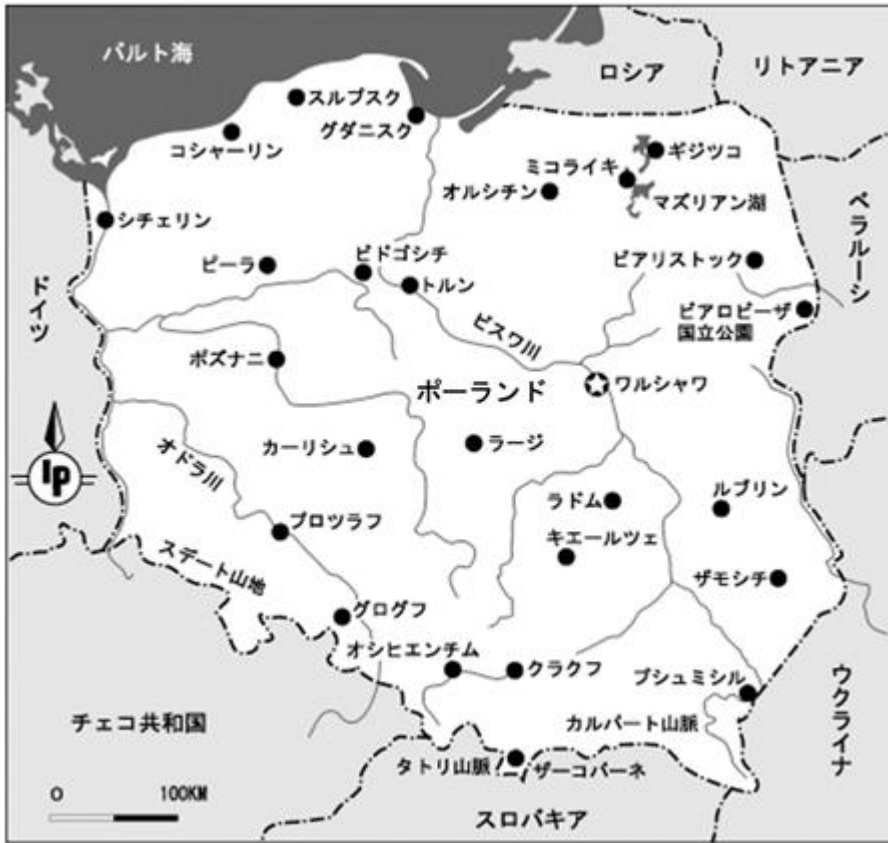 バルト海
ロシア
リトアニア
スルプスク
グダニスク
コシャーリン
ギジツコ
ミコライキ
オルシチン
マズリアン湖
シチェリン
ベラルーシ
ピーラ
ビドゴシチ
トルン
ビアリストック
ドイツ
ビアロビーザ
国立公園
ビスワ川
ポズナニ
ポーランド
ワルシャワ
オドラ川
カーリシュ
ラージ
IP
ラドム
ルブリン
ブロツラフ
キエールツェ
スデート山地
ザモシチ
グログフ
オシヒエンチム
クラクフ
プシュミシル
ウクライナ
チェコ共和国
カルパート山脈
タトリ山脈
ザーコパーネ
0 100KM
スロバキア